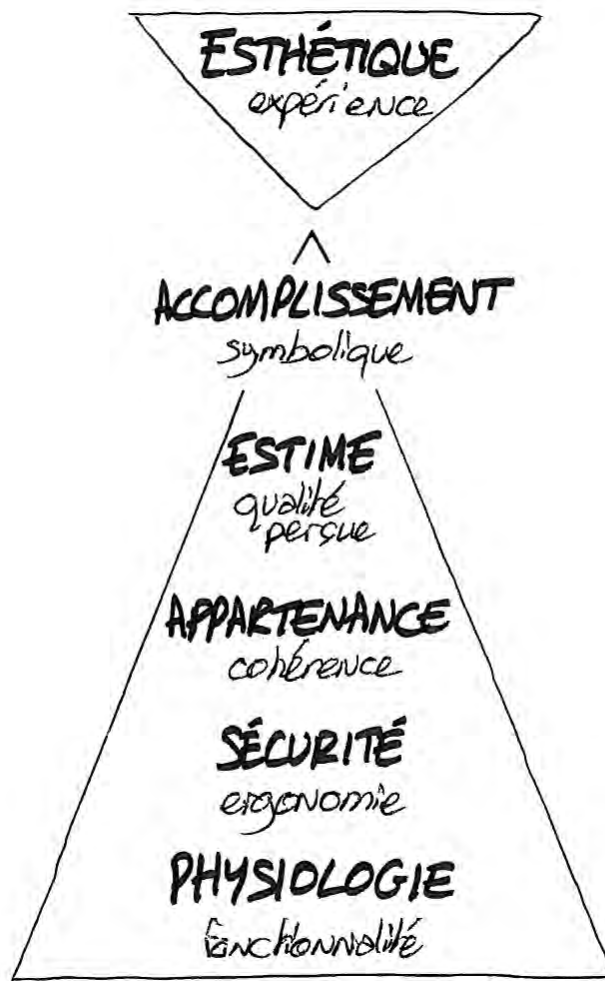 ESTHÉTIQUE
expérience
ACCOMPLISSEMENT
symbolique
ESTIME
qualité
perçue
APPARTENANCE
cohérence
SÉCURITÉ
ergonomie
PHYSIOLOGIE
fonctionnalité